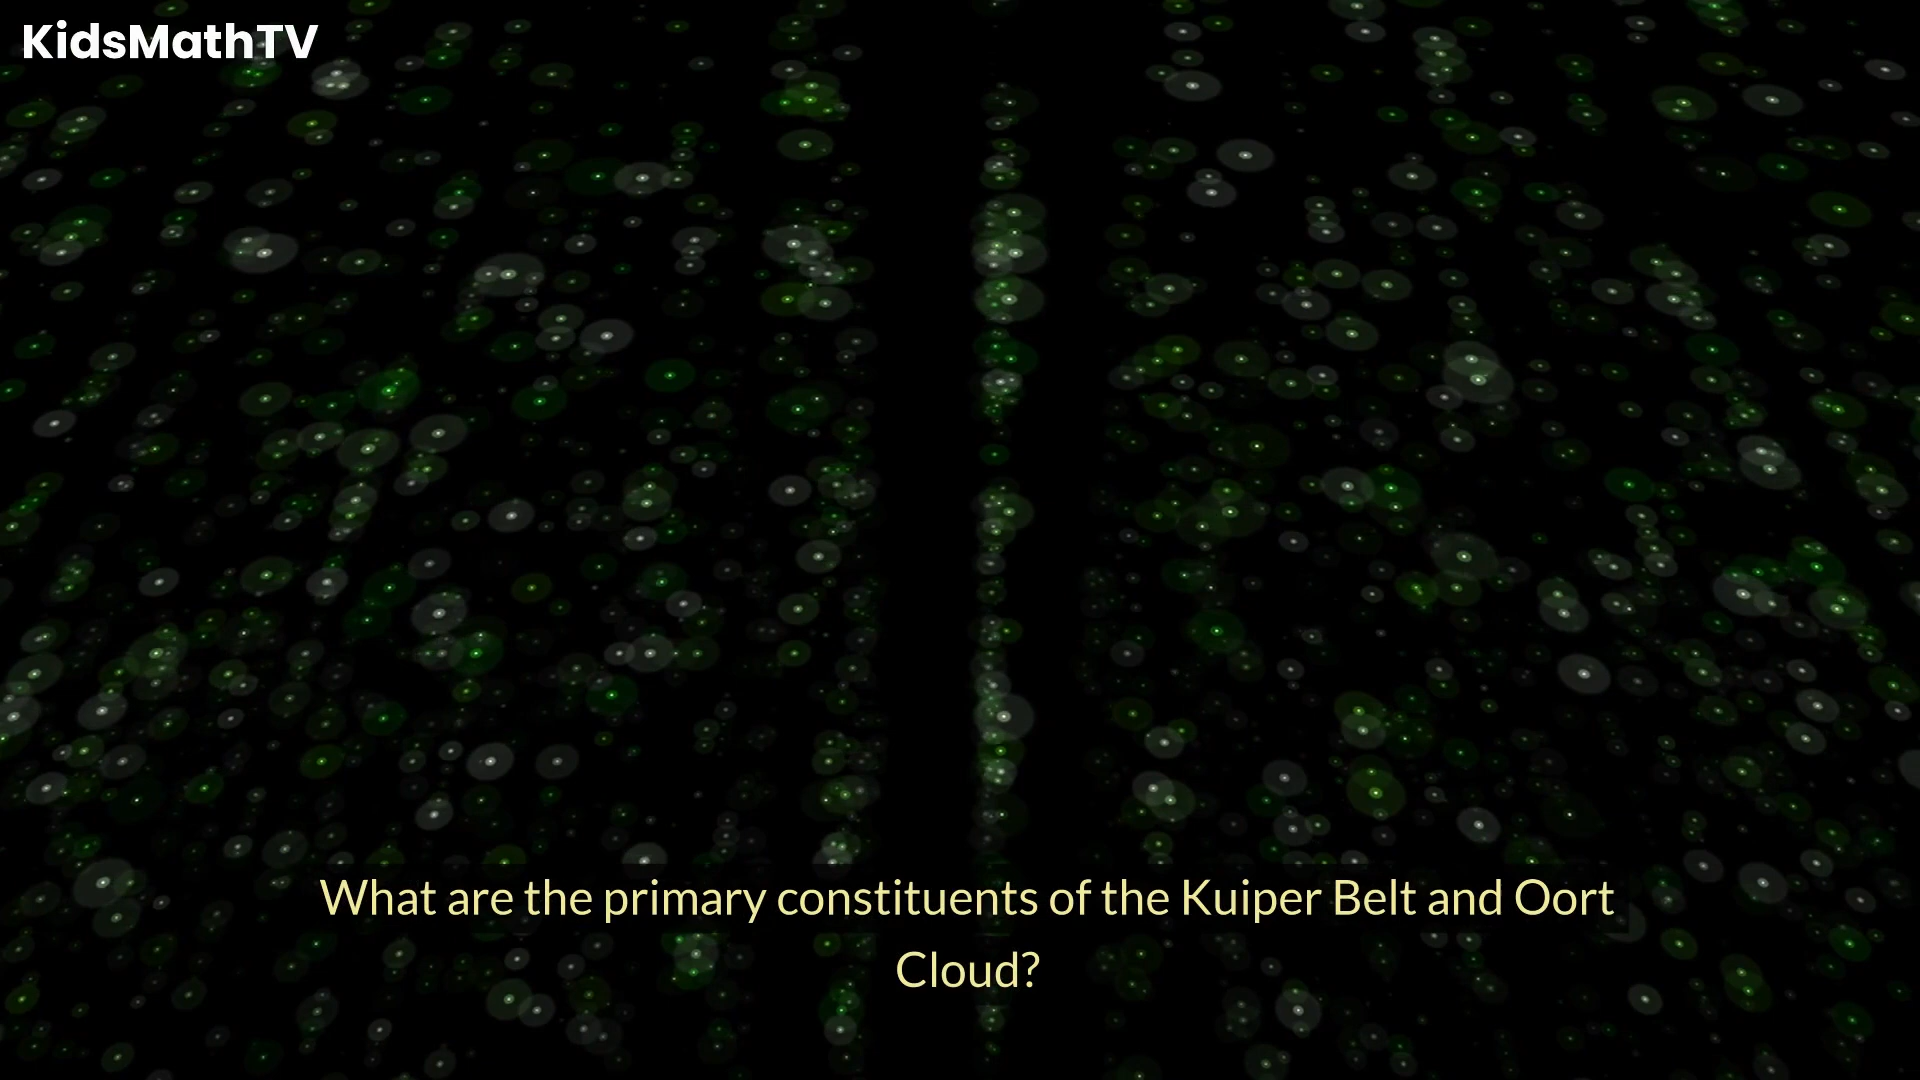 KidsMathTV
What are the primary constituents of the Kuiper Belt and Oort
Cloud?